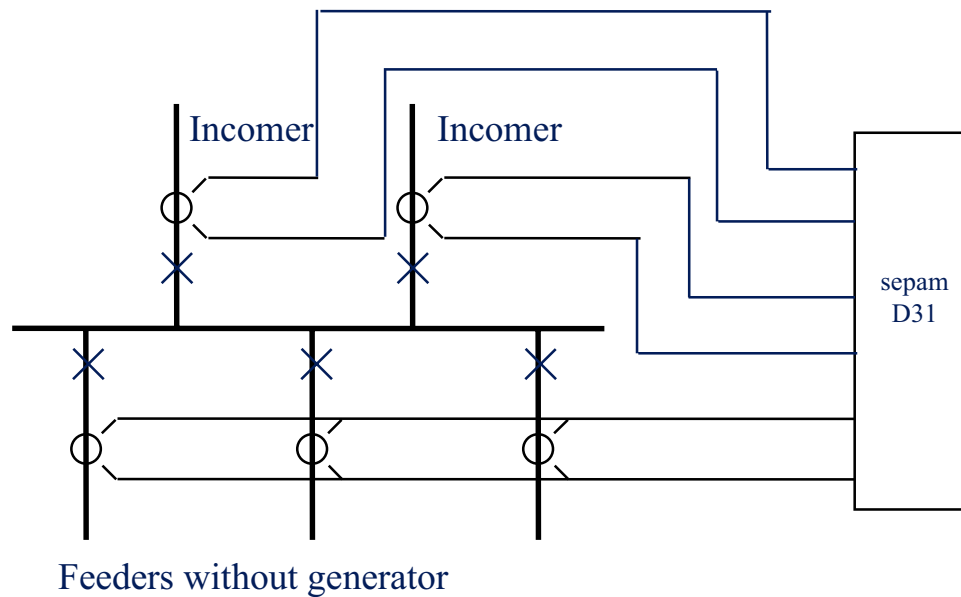 Incomer
Incomer
sepam
D31
Feeders without generator